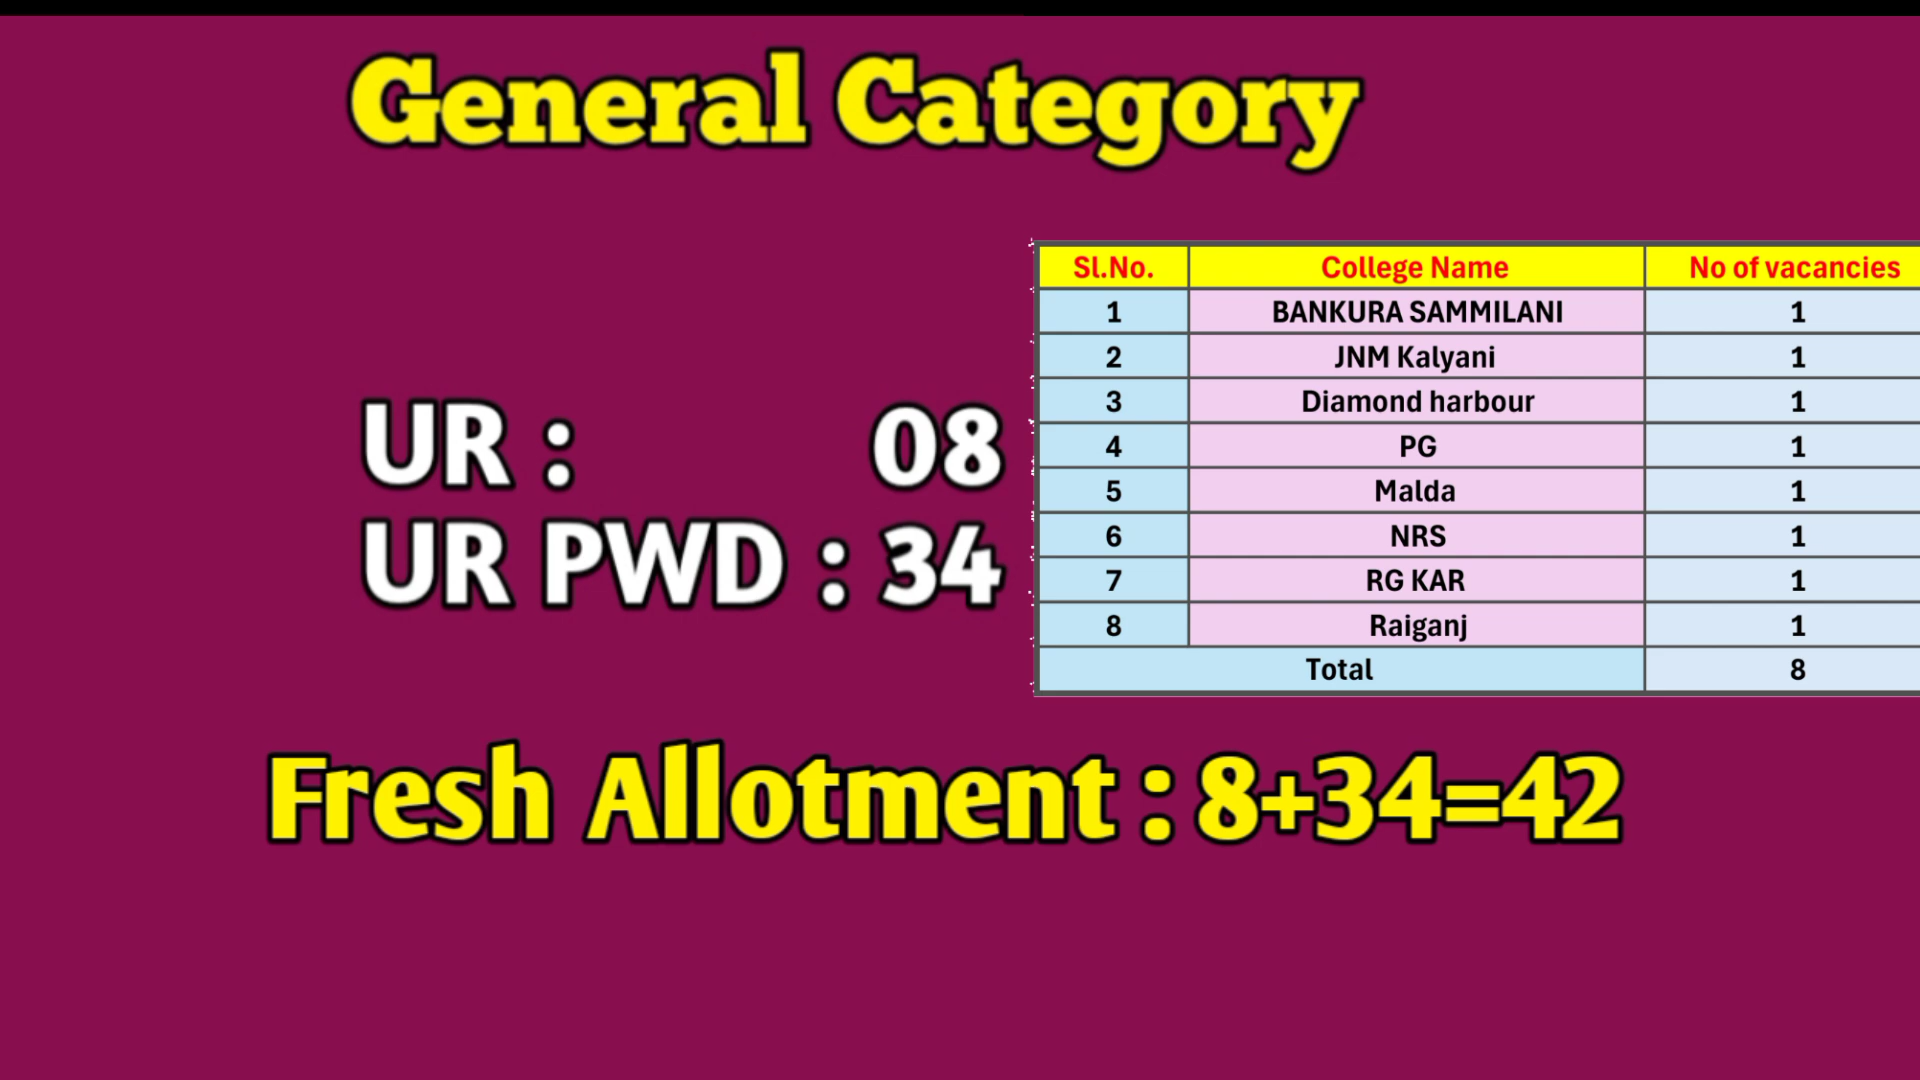 General Category
UR : 08
UR PWD : 34
Sl.No. College Name No of vacancies
1 BANKURA SAMMILANI 1
2 JNM Kalyani 1
3 Diamond harbour 1
4 PG 1
5 Malda 1
6 NRS 1
7 RG KAR 1
8 Raiganj 1
Total 8
Fresh Allotment : 8+34=42